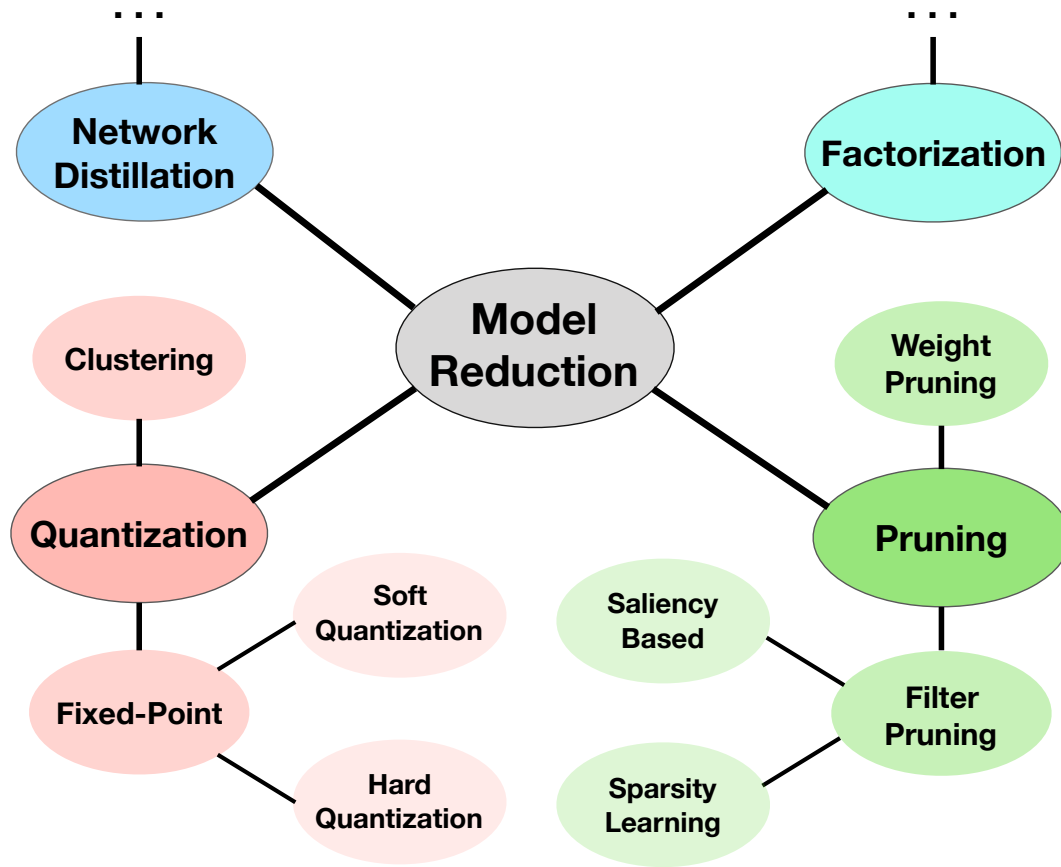 ...
...
Network
Distillation
Factorization
Model
Reduction
Clustering
Weight
Pruning
Quantization
Pruning
Soft
Quantization
Saliency
Based
Fixed-Point
Filter
Pruning
Hard
Quantization
Sparsity
Learning